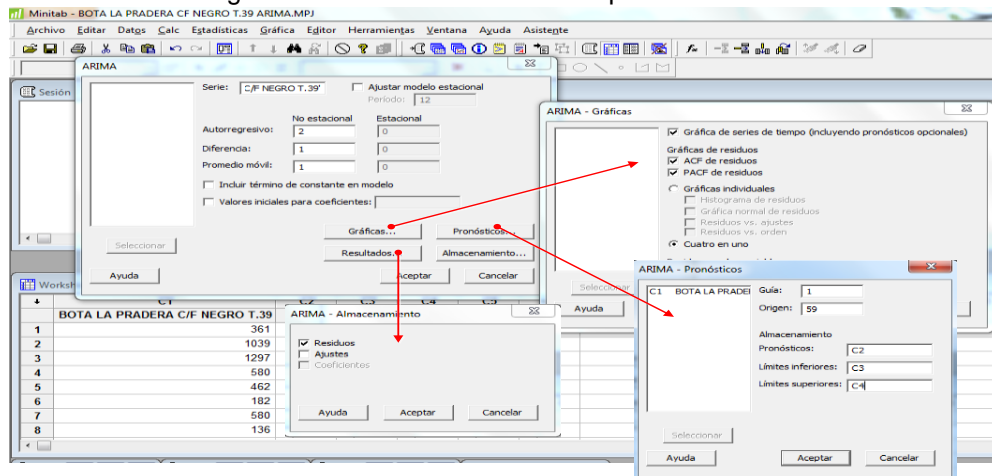 Minitab - BOTA LA PRADERA CF NEGRO T.39 ARIMA.MPJ
Archivo Editar Datos Calc Estadísticas Gráfica Editor Herramientas Ventana Ayuda Asistente
Sesión
ARIMA
Serie: C/F NEGRO T.39'
Ajustar modelo estacional
Período: 12
No estacional Estacional
Autorregresivo: 2 0
Diferencia: 1 0
Promedio móvil: 1 0
Incluir término de constante en modelo
Valores iniciales para coeficientes:
Gráficas... Pronósticos...
Seleccionar
Resultados... Almacenamiento...
Ayuda Aceptar Cancelar
ARIMA - Gráficas
Gráfica de series de tiempo (incluyendo pronósticos opcionales)
Gráficas de residuos
ACF de residuos
PACF de residuos
Gráficas individuales
Histograma de residuos
Gráfica normal de residuos
Residuos vs. ajustes
Residuos vs. orden
Cuatro en uno
Seleccionar
Ayuda
ARIMA - Pronósticos
C1 BOTA LA PRADE
Guía: 1
Origen: 59
Almacenamiento
Pronósticos: C2
Límites inferiores: C3
Límites superiores: C4
Seleccionar
Ayuda Aceptar Cancelar
ARIMA - Almacenamiento
Residuos
Ajustes
Coeficientes
Ayuda Aceptar Cancelar
Worksh
C1
BOTA LA PRADERA C/F NEGRO T.39
1 361
2 1039
3 1297
4 580
5 462
6 182
7 580
8 136